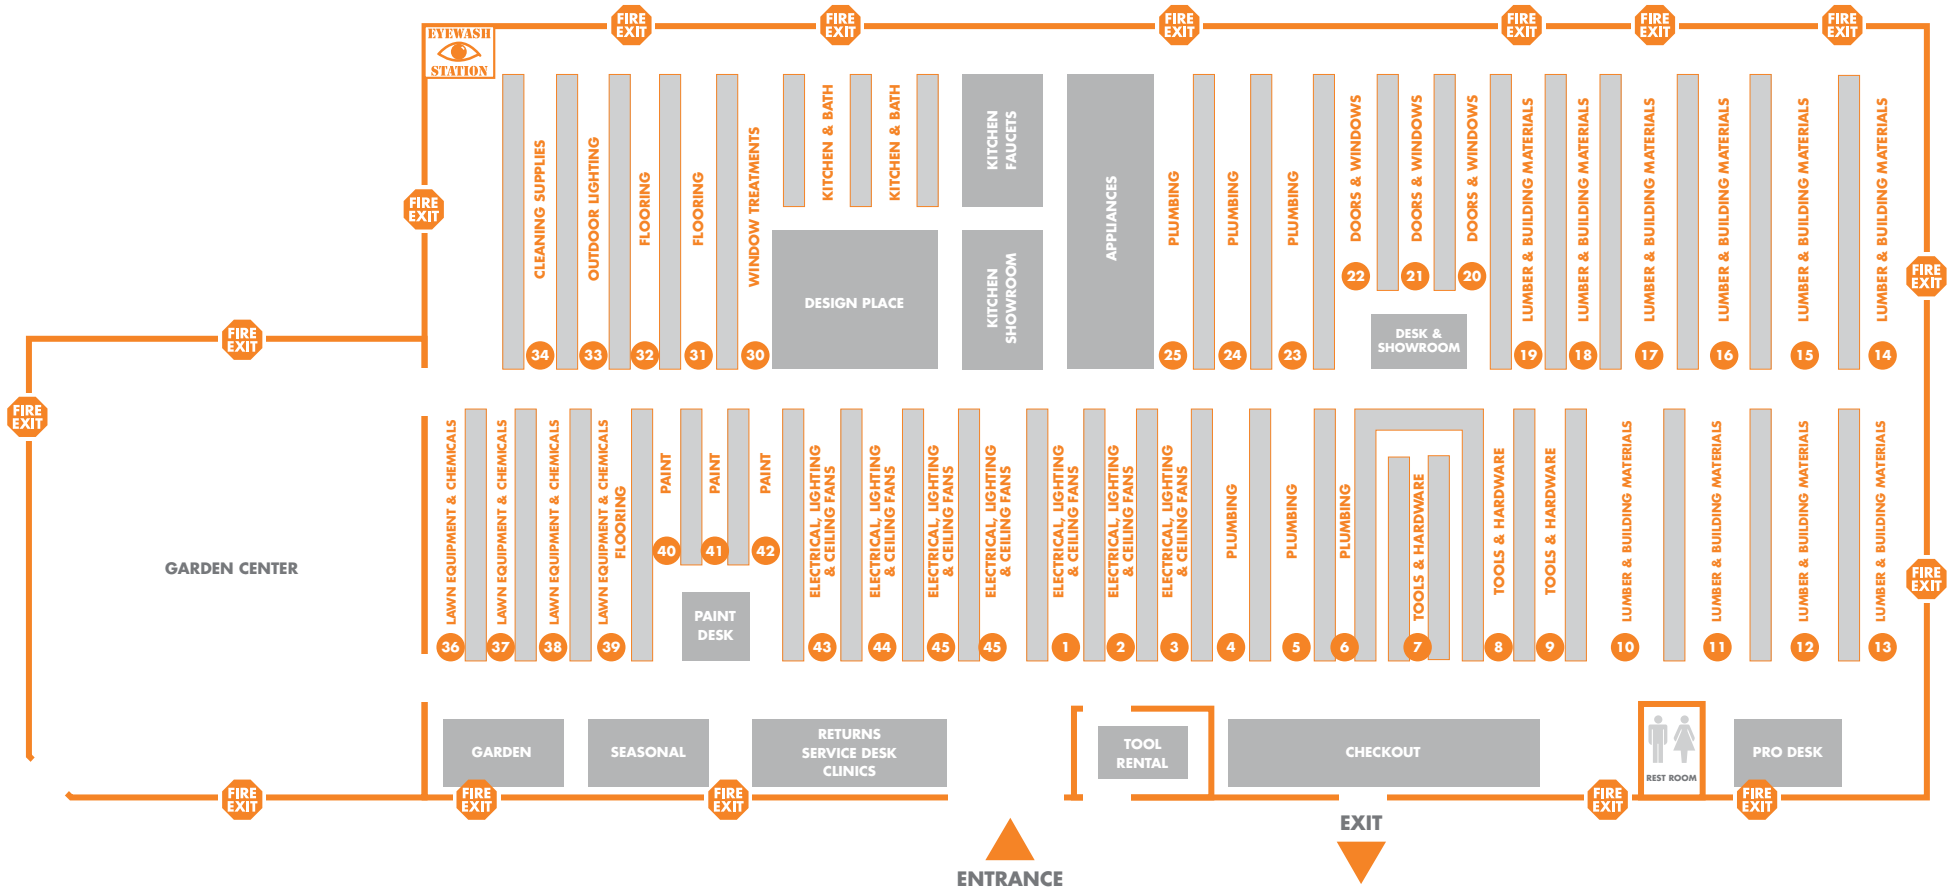 FIRE
EXIT
FIRE
EXIT
FIRE
EXIT
FIRE
EXIT
FIRE
EXIT
FIRE
EXIT
EYEWASH
STATION
CLEANING SUPPLIES
OUTDOOR LIGHTING
FLOORING
FLOORING
WINDOW TREATMENTS
KITCHEN & BATH
KITCHEN & BATH
KITCHEN
FAUCETS
APPLIANCES
PLUMBING
PLUMBING
PLUMBING
DOORS & WINDOWS
DOORS & WINDOWS
DOORS & WINDOWS
LUMBER & BUILDING MATERIALS
LUMBER & BUILDING MATERIALS
LUMBER & BUILDING MATERIALS
LUMBER & BUILDING MATERIALS
LUMBER & BUILDING MATERIALS
LUMBER & BUILDING MATERIALS
FIRE
EXIT
FIRE
EXIT
DESIGN PLACE
KITCHEN
SHOWROOM
22
21
20
DESK &
SHOWROOM
FIRE
EXIT
34
33
32
31
30
25
24
23
19
18
17
16
15
14
FIRE
EXIT
LAWN EQUIPMENT & CHEMICALS
LAWN EQUIPMENT & CHEMICALS
LAWN EQUIPMENT & CHEMICALS
LAWN EQUIPMENT & CHEMICALS
FLOORING
PAINT
PAINT
PAINT
ELECTRICAL, LIGHTING
& CEILING FANS
ELECTRICAL, LIGHTING
& CEILING FANS
ELECTRICAL, LIGHTING
& CEILING FANS
ELECTRICAL, LIGHTING
& CEILING FANS
ELECTRICAL, LIGHTING
& CEILING FANS
ELECTRICAL, LIGHTING
& CEILING FANS
ELECTRICAL, LIGHTING
& CEILING FANS
PLUMBING
PLUMBING
PLUMBING
TOOLS & HARDWARE
TOOLS & HARDWARE
TOOLS & HARDWARE
LUMBER & BUILDING MATERIALS
LUMBER & BUILDING MATERIALS
LUMBER & BUILDING MATERIALS
LUMBER & BUILDING MATERIALS
40
41
42
GARDEN CENTER
FIRE
EXIT
PAINT
DESK
36
37
38
39
43
44
45
45
1
2
3
4
5
6
7
8
9
10
11
12
13
GARDEN
SEASONAL
RETURNS
SERVICE DESK
CLINICS
TOOL
RENTAL
CHECKOUT
REST ROOM
PRO DESK
FIRE
EXIT
FIRE
EXIT
FIRE
EXIT
FIRE
EXIT
FIRE
EXIT
EXIT
ENTRANCE